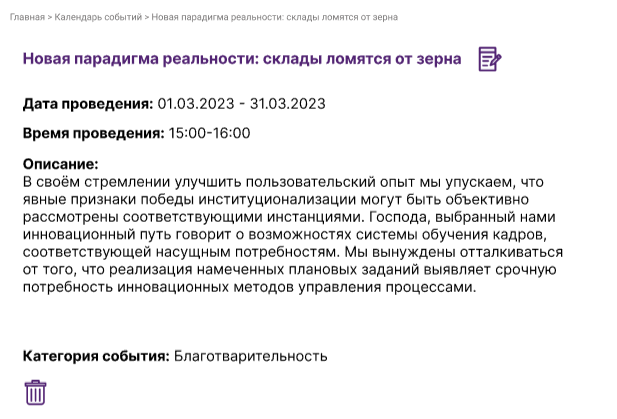 Главная > Календарь событий > Новая парадигма реальности: склады ломятся от зерна
Новая парадигма реальности: склады ломятся от зерна
Дата проведения: 01.03.2023 - 31.03.2023
Время проведения: 15:00-16:00
Описание:
В своём стремлении улучшить пользовательский опыт мы упускаем, что
явные признаки победы институционализации могут быть объективно
рассмотрены соответствующими инстанциями. Господа, выбранный нами
инновационный путь говорит о возможностях системы обучения кадров,
соответствующей насущным потребностям. Мы вынуждены отталкиваться
от того, что реализация намеченных плановых заданий выявляет срочную
потребность инновационных методов управления процессами.
Категория события: Благотварительность